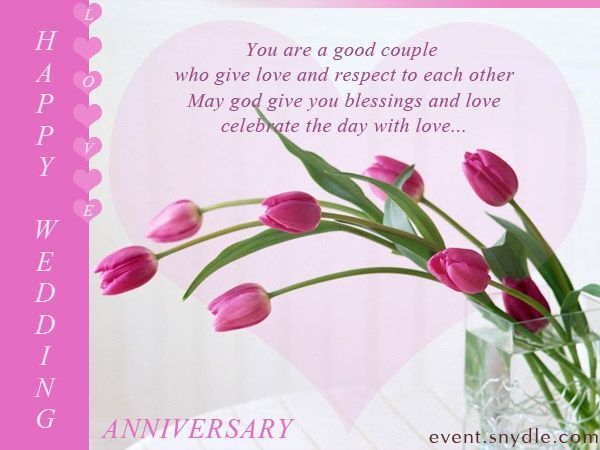 HAPPY WEDDING
LOVE
You are a good couple
who give love and respect to each other
May god give you blessings and love
celebrate the day with love...
ANNIVERSARY
event.snydle.com